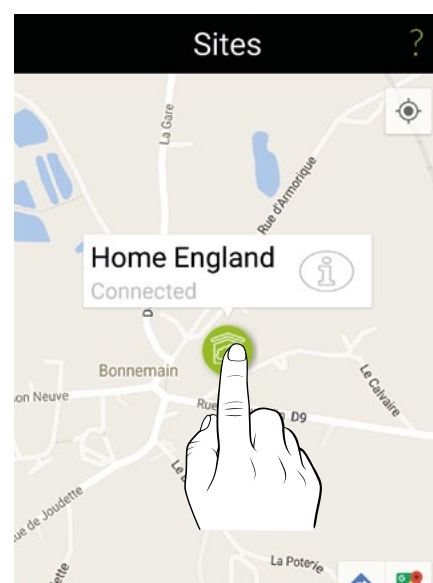 Sites ?
La Gare
Rue d'Armorique
Home England
Connected
Bonnemain
Le Calvaire
on Neuve
Rue
D9
ue de Joudette
La Poterie
ette